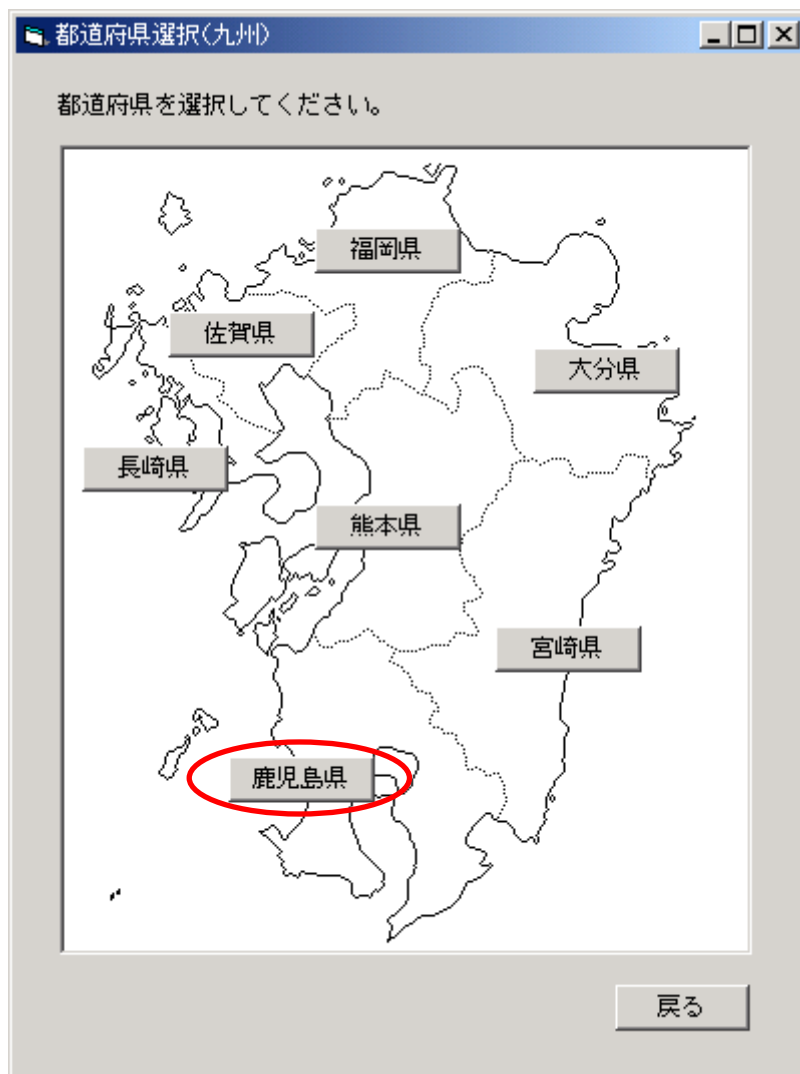 都道府県選択(九州)
都道府県を選択してください。
福岡県
佐賀県
大分県
長崎県
熊本県
宮崎県
鹿児島県
戻る